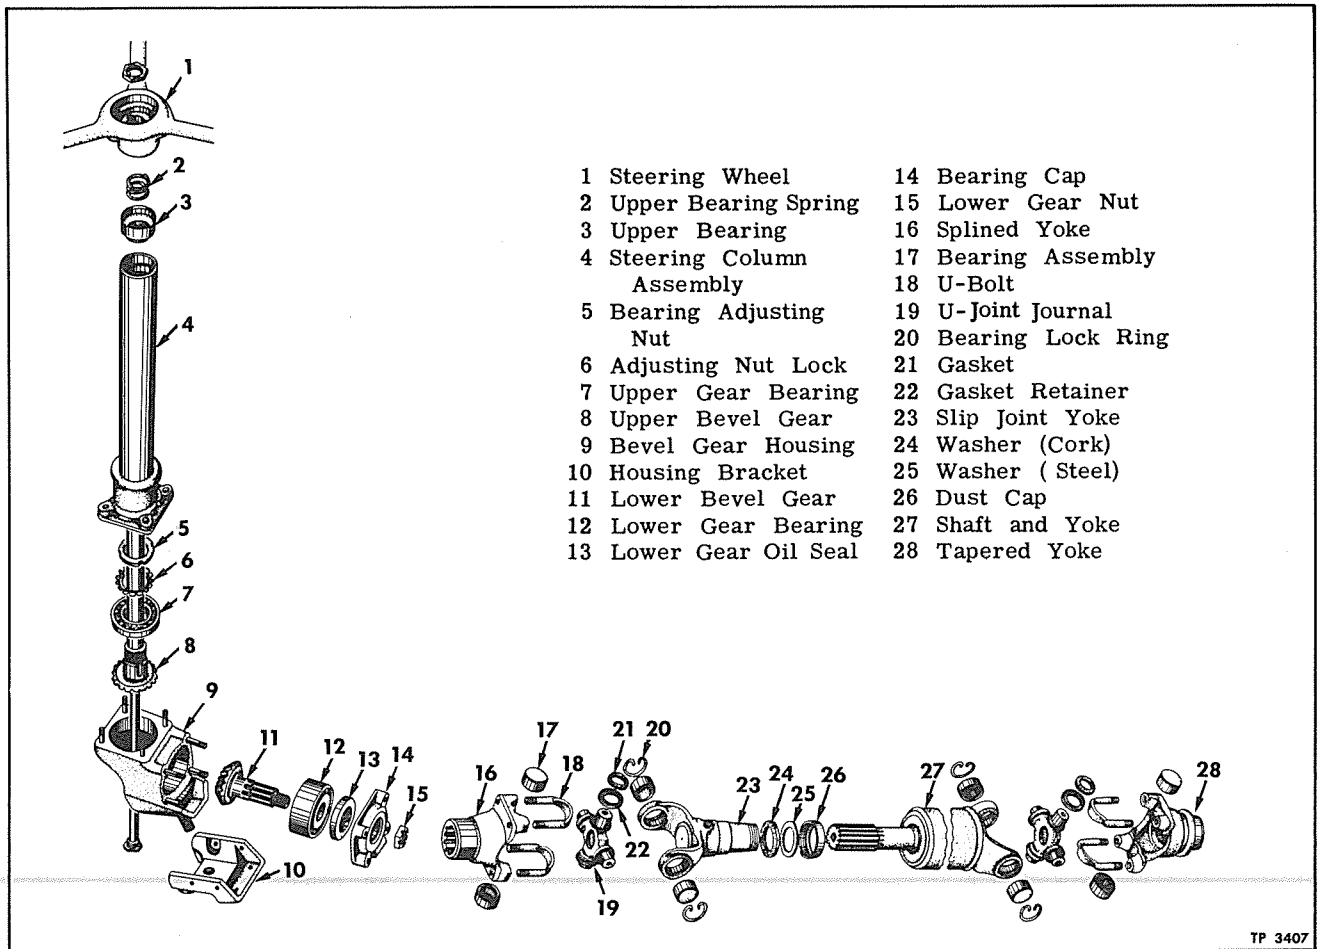 1 Steering Wheel
2 Upper Bearing Spring
3 Upper Bearing
4 Steering Column
Assembly
5 Bearing Adjusting
Nut
6 Adjusting Nut Lock
7 Upper Gear Bearing
8 Upper Bevel Gear
9 Bevel Gear Housing
10 Housing Bracket
11 Lower Bevel Gear
12 Lower Gear Bearing
13 Lower Gear Oil Seal
14 Bearing Cap
15 Lower Gear Nut
16 Splined Yoke
17 Bearing Assembly
18 U-Bolt
19 U-Joint Journal
20 Bearing Lock Ring
21 Gasket
22 Gasket Retainer
23 Slip Joint Yoke
24 Washer (Cork)
25 Washer ( Steel)
26 Dust Cap
27 Shaft and Yoke
28 Tapered Yoke
1
2
3
4
5
6
7
8
9
10
11
12
13
14
15
16
17
18
19
20
21
22
23
24
25
26
27
28
TP 3407